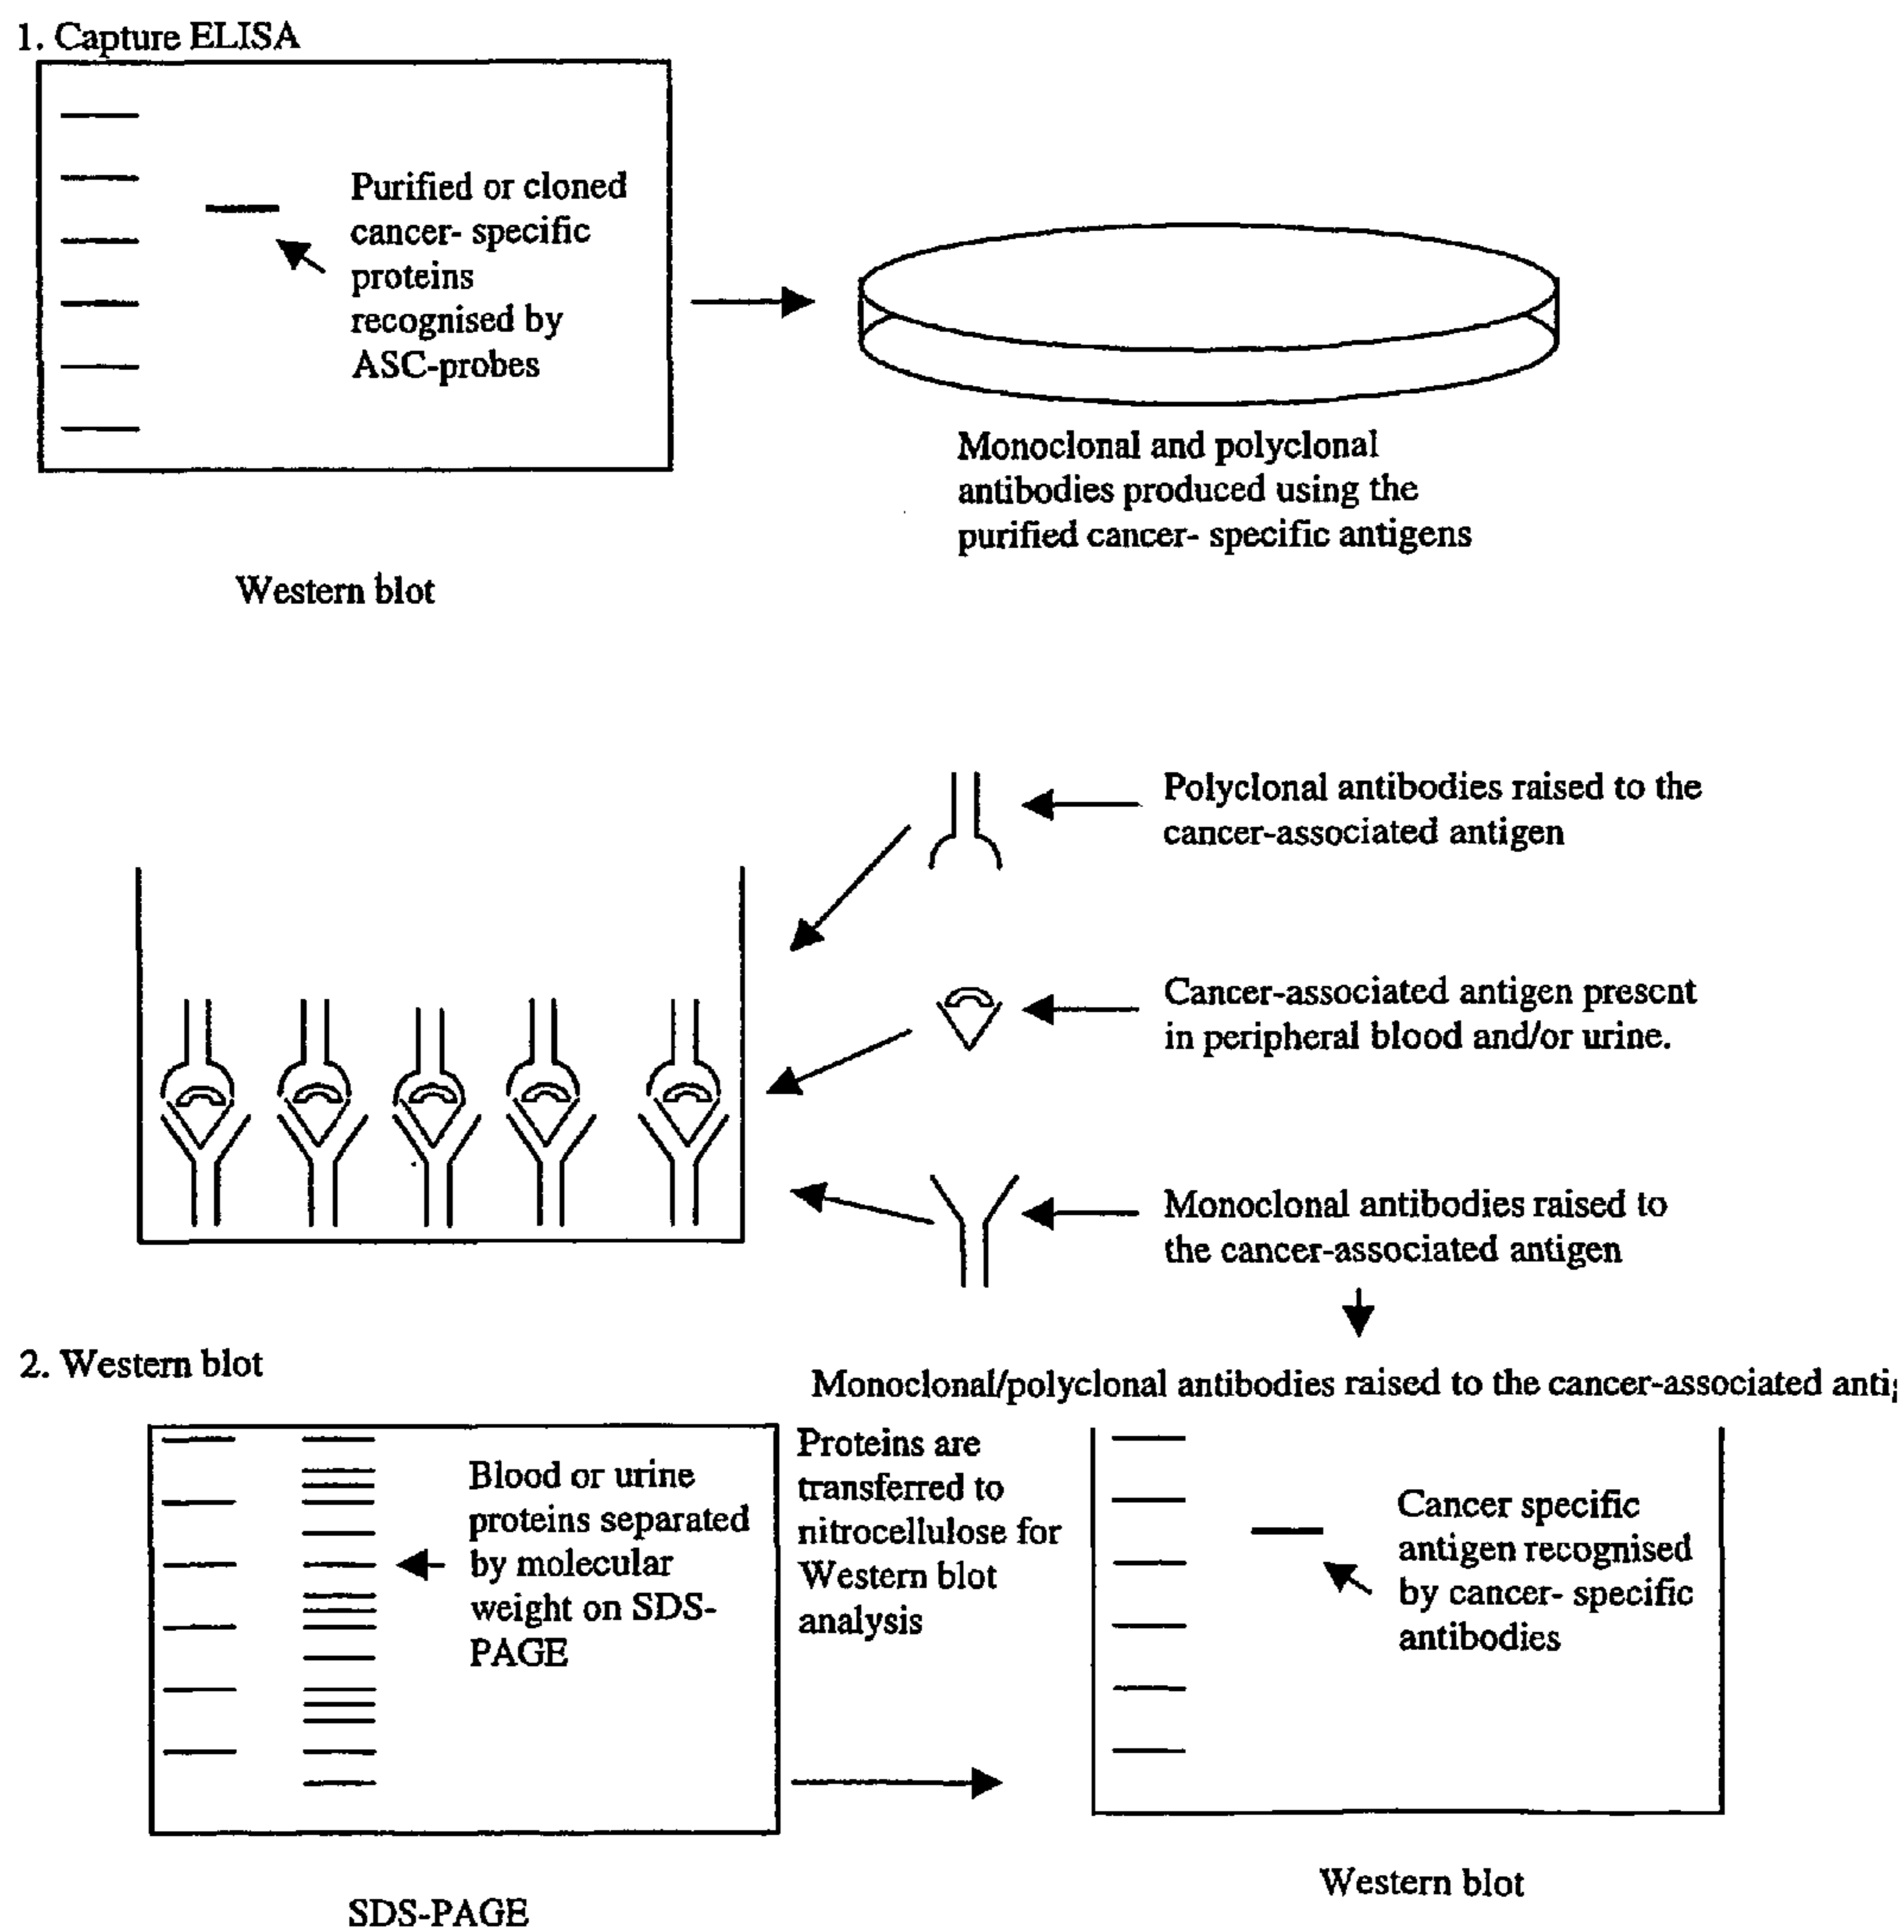 1. Capture ELISA
Purified or cloned
cancer- specific
proteins
recognised by
ASC-probes
Monoclonal and polyclonal
antibodies produced using the
purified cancer- specific antigens
Western blot
Polyclonal antibodies raised to the
cancer-associated antigen
Cancer-associated antigen present
in peripheral blood and/or urine.
Monoclonal antibodies raised to
the cancer-associated antigen
2. Western blot
Monoclonal/polyclonal antibodies raised to the cancer-associated
Blood or urine
proteins separated
by molecular
weight on SDS-
PAGE
Proteins are
transferred to
nitrocellulose for
Western blot
analysis
Cancer specific
antigen recognised
by cancer- specific
antibodies
SDS-PAGE
Western blot